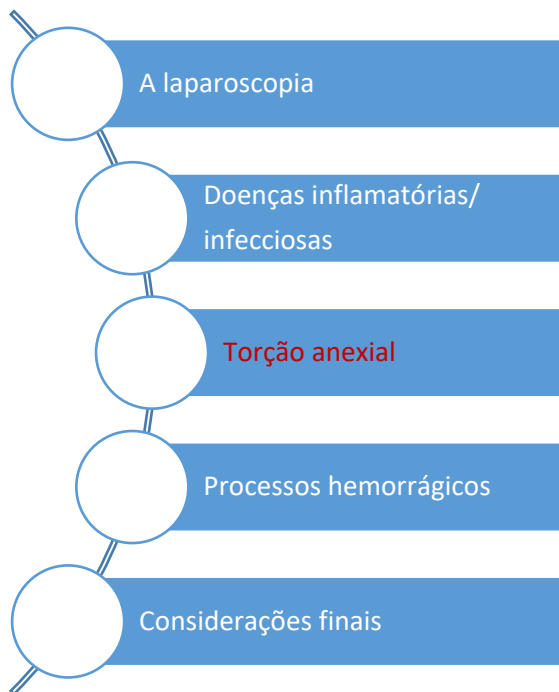 A laparoscopia
Doenças inflamatórias/
infecciosas
Torção anexial
Processos hemorrágicos
Considerações finais